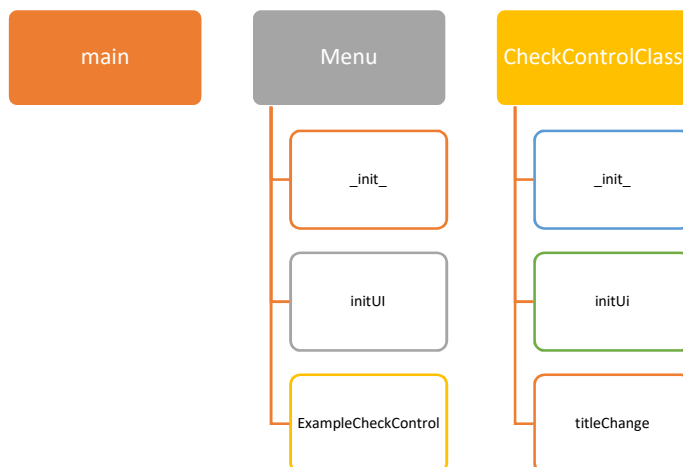 main
Menu
CheckControlClass
_init_
_init_
initUI
initUi
ExampleCheckControl
titleChange